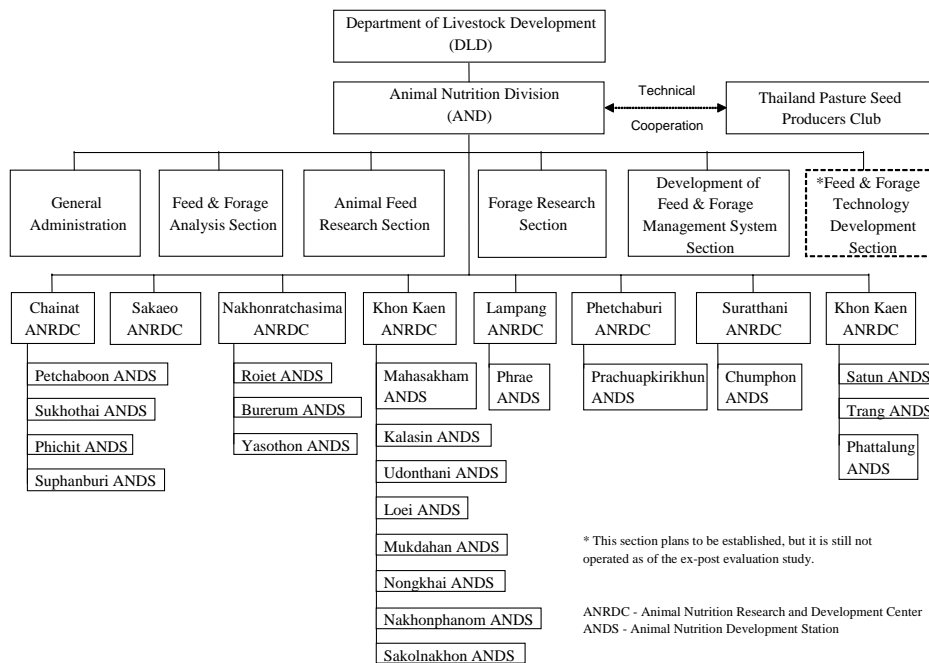 Department of Livestock Development
(DLD)
Animal Nutrition Division
(AND)
Technical
Cooperation
Thailand Pasture Seed
Producers Club
General
Administration
Feed & Forage
Analysis Section
Animal Feed
Research Section
Forage Research
Section
Development of
Feed & Forage
Management System
Section
*Feed & Forage
Technology
Development
Section
Chainat
ANRDC
Sakaeo
ANRDC
Nakhonratchasima
ANRDC
Khon Kaen
ANRDC
Lampang
ANRDC
Phetchaburi
ANRDC
Suratthani
ANRDC
Khon Kaen
ANRDC
Petchaboon ANDS
Sukhothai ANDS
Phichit ANDS
Suphanburi ANDS
Roiet ANDS
Burerum ANDS
Yasothon ANDS
Mahasakham
ANDS
Kalasin ANDS
Udonthani ANDS
Loei ANDS
Mukdahan ANDS
Nongkhai ANDS
Nakhonphanom ANDS
Sakolnakhon ANDS
Phrae
ANDS
Prachuapkirikhun
ANDS
Chumphon
ANDS
Satun ANDS
Trang ANDS
Phattalung
ANDS
* This section plans to be established, but it is still not
operated as of the ex-post evaluation study.
ANRDC - Animal Nutrition Research and Development Center
ANDS - Animal Nutrition Development Station